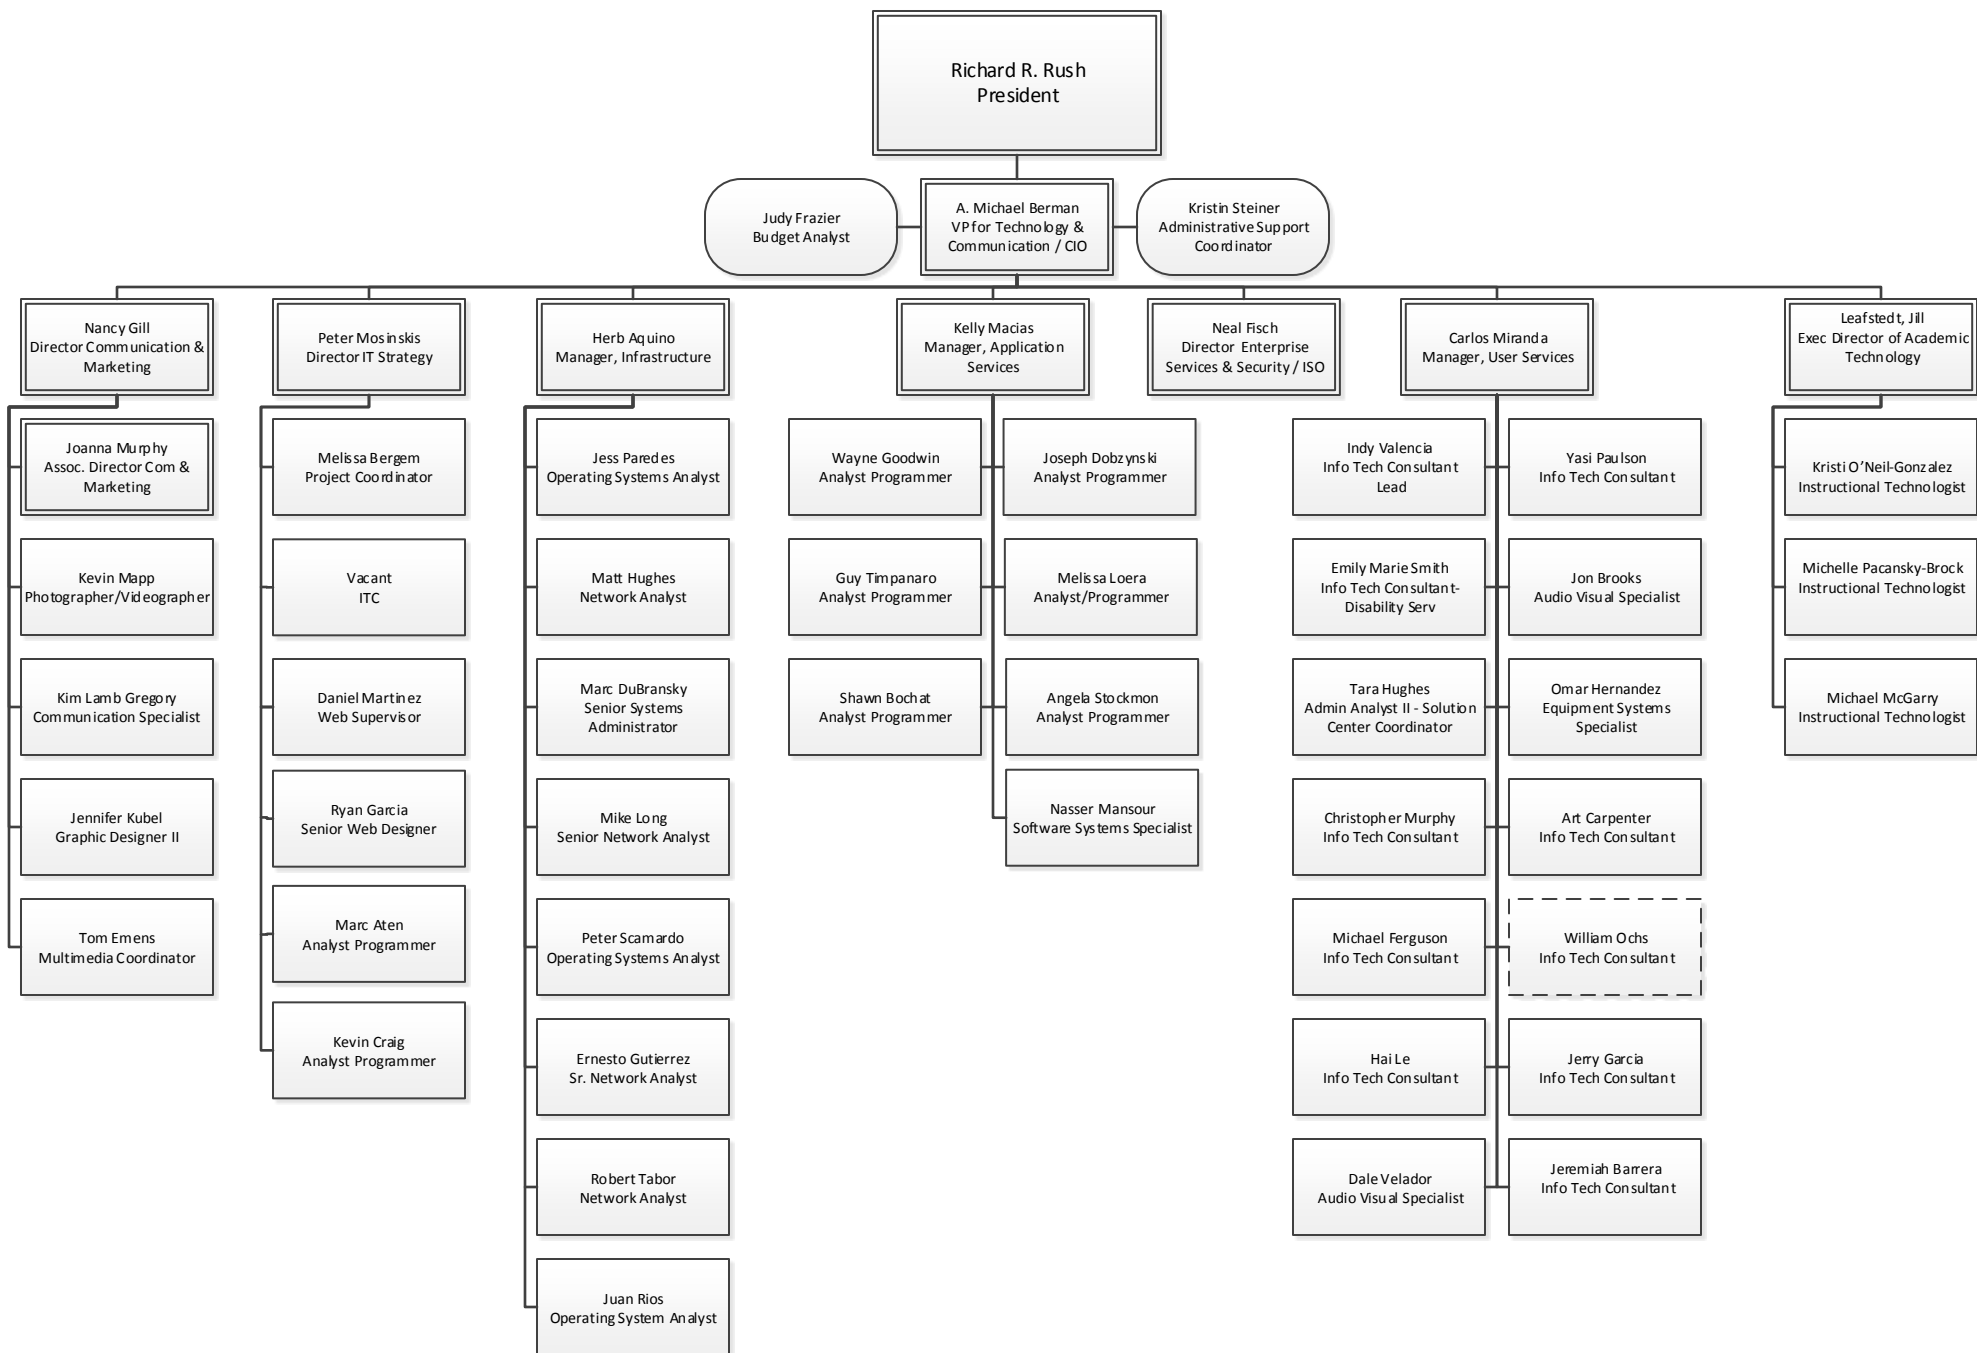 Richard R. Rush
President
Judy Frazier
Budget Analyst
A. Michael Berman
VP for Technology &
Communication / CIO
Kristin Steiner
Administrative Support
Coordinator
Nancy Gill
Director Communication &
Marketing
Peter Mosinskis
Director IT Strategy
Herb Aquino
Manager, Infrastructure
Kelly Macias
Manager, Application
Services
Neal Fisch
Director Enterprise
Services & Security / ISO
Carlos Miranda
Manager, User Services
Leafstedt, Jill
Exec Director of Academic
Technology
Joanna Murphy
Assoc. Director Com &
Marketing
Kevin Mapp
Photographer/Videographer
Kim Lamb Gregory
Communication Specialist
Jennifer Kubel
Graphic Designer II
Tom Emens
Multimedia Coordinator
Melissa Bergem
Project Coordinator
Vacant
ITC
Daniel Martinez
Web Supervisor
Ryan Garcia
Senior Web Designer
Marc Aten
Analyst Programmer
Kevin Craig
Analyst Programmer
Jess Paredes
Operating Systems Analyst
Matt Hughes
Network Analyst
Marc DuBransky
Senior Systems
Administrator
Mike Long
Senior Network Analyst
Peter Scamardo
Operating Systems Analyst
Ernesto Gutierrez
Sr. Network Analyst
Robert Tabor
Network Analyst
Juan Rios
Operating System Analyst
Wayne Goodwin
Analyst Programmer
Joseph Dobzynski
Analyst Programmer
Guy Timpanaro
Analyst Programmer
Melissa Loera
Analyst/Programmer
Shawn Bochat
Analyst Programmer
Angela Stockmon
Analyst Programmer
Nasser Mansour
Software Systems Specialist
Indy Valencia
Info Tech Consultant
Lead
Yasi Paulson
Info Tech Consultant
Emily Marie Smith
Info Tech Consultant-
Disability Serv
Jon Brooks
Audio Visual Specialist
Tara Hughes
Admin Analyst II - Solution
Center Coordinator
Omar Hernandez
Equipment Systems
Specialist
Christopher Murphy
Info Tech Consultant
Art Carpenter
Info Tech Consultant
Michael Ferguson
Info Tech Consultant
William Ochs
Info Tech Consultant
Hai Le
Info Tech Consultant
Jerry Garcia
Info Tech Consultant
Dale Velador
Audio Visual Specialist
Jeremiah Barrera
Info Tech Consultant
Kristi O’Neil-Gonzalez
Instructional Technologist
Michelle Pacansky-Brock
Instructional Technologist
Michael McGarry
Instructional Technologist